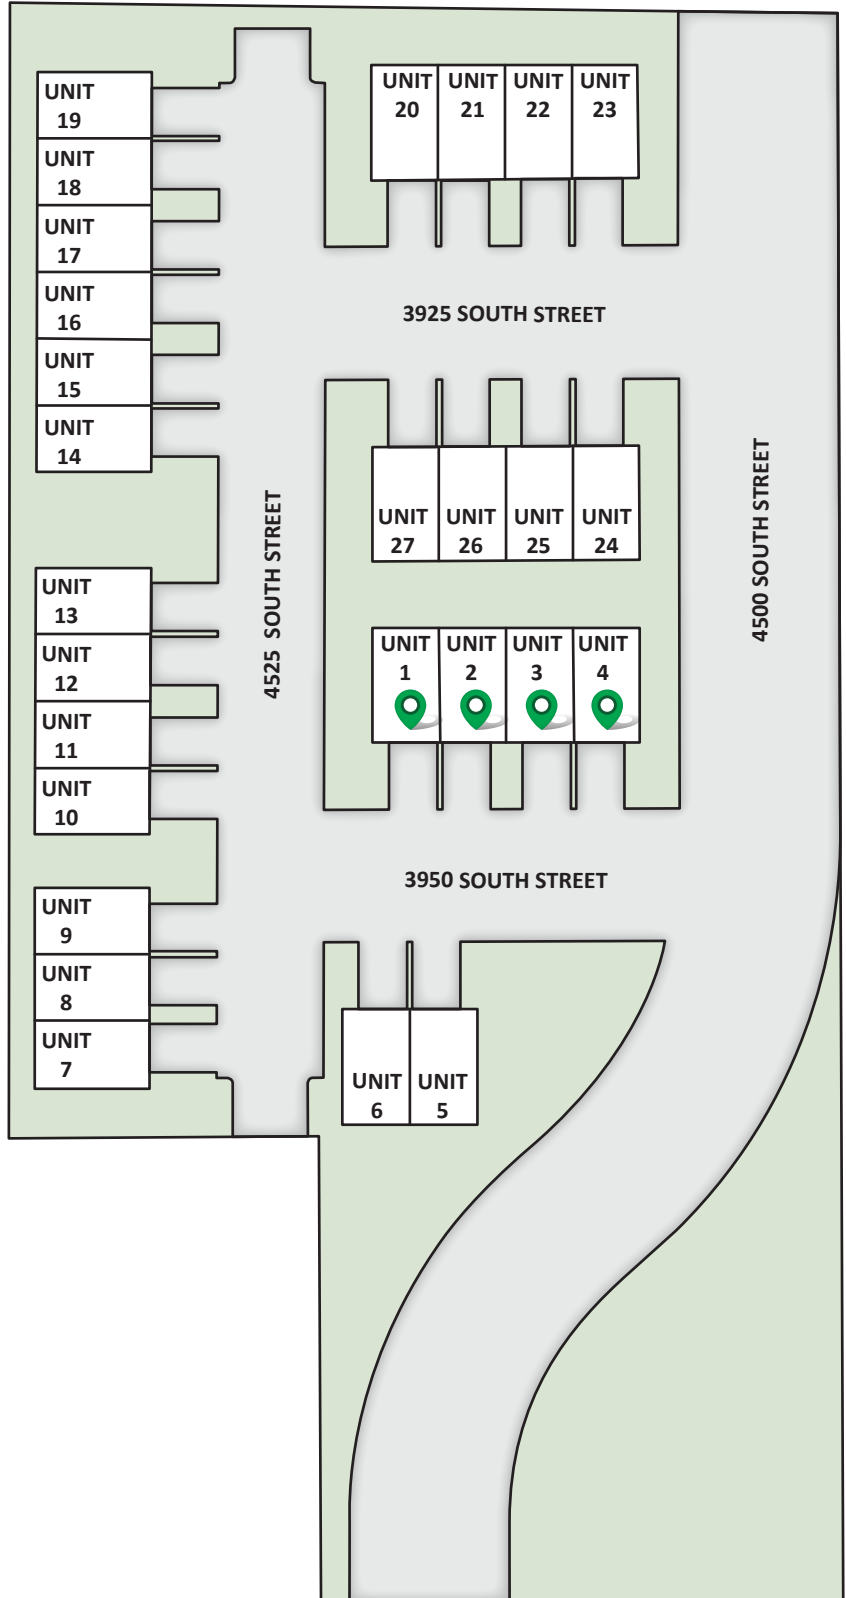 UNIT
19
UNIT
18
UNIT
17
UNIT
16
UNIT
15
UNIT
14
UNIT
20
UNIT
21
UNIT
22
UNIT
23
3925 SOUTH STREET
UNIT
27
UNIT
26
UNIT
25
UNIT
24
4525 SOUTH STREET
4500 SOUTH STREET
UNIT
13
UNIT
12
UNIT
11
UNIT
10
UNIT
1
UNIT
2
UNIT
3
UNIT
4
3950 SOUTH STREET
UNIT
9
UNIT
8
UNIT
7
UNIT
6
UNIT
5